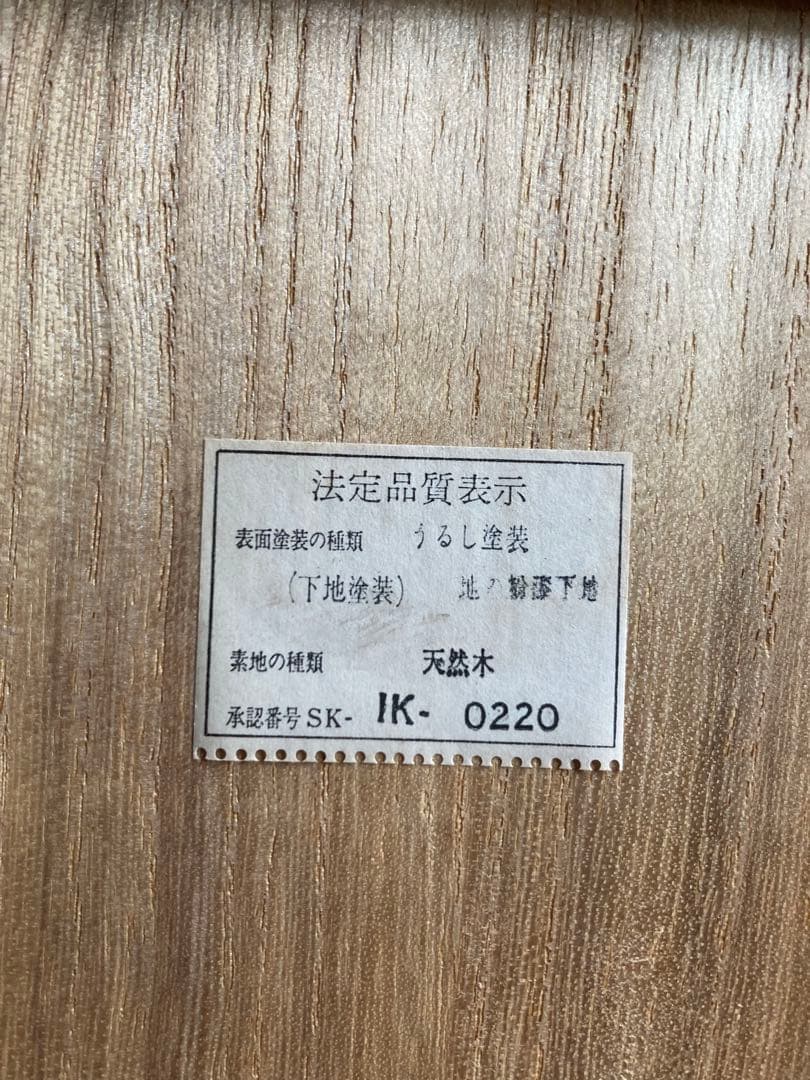 法定品質表示
表面塗装の種類 うるし塗装
(下地塗装) 地の粉漆下地
素地の種類 天然木
承認番号SK- IK- 0220